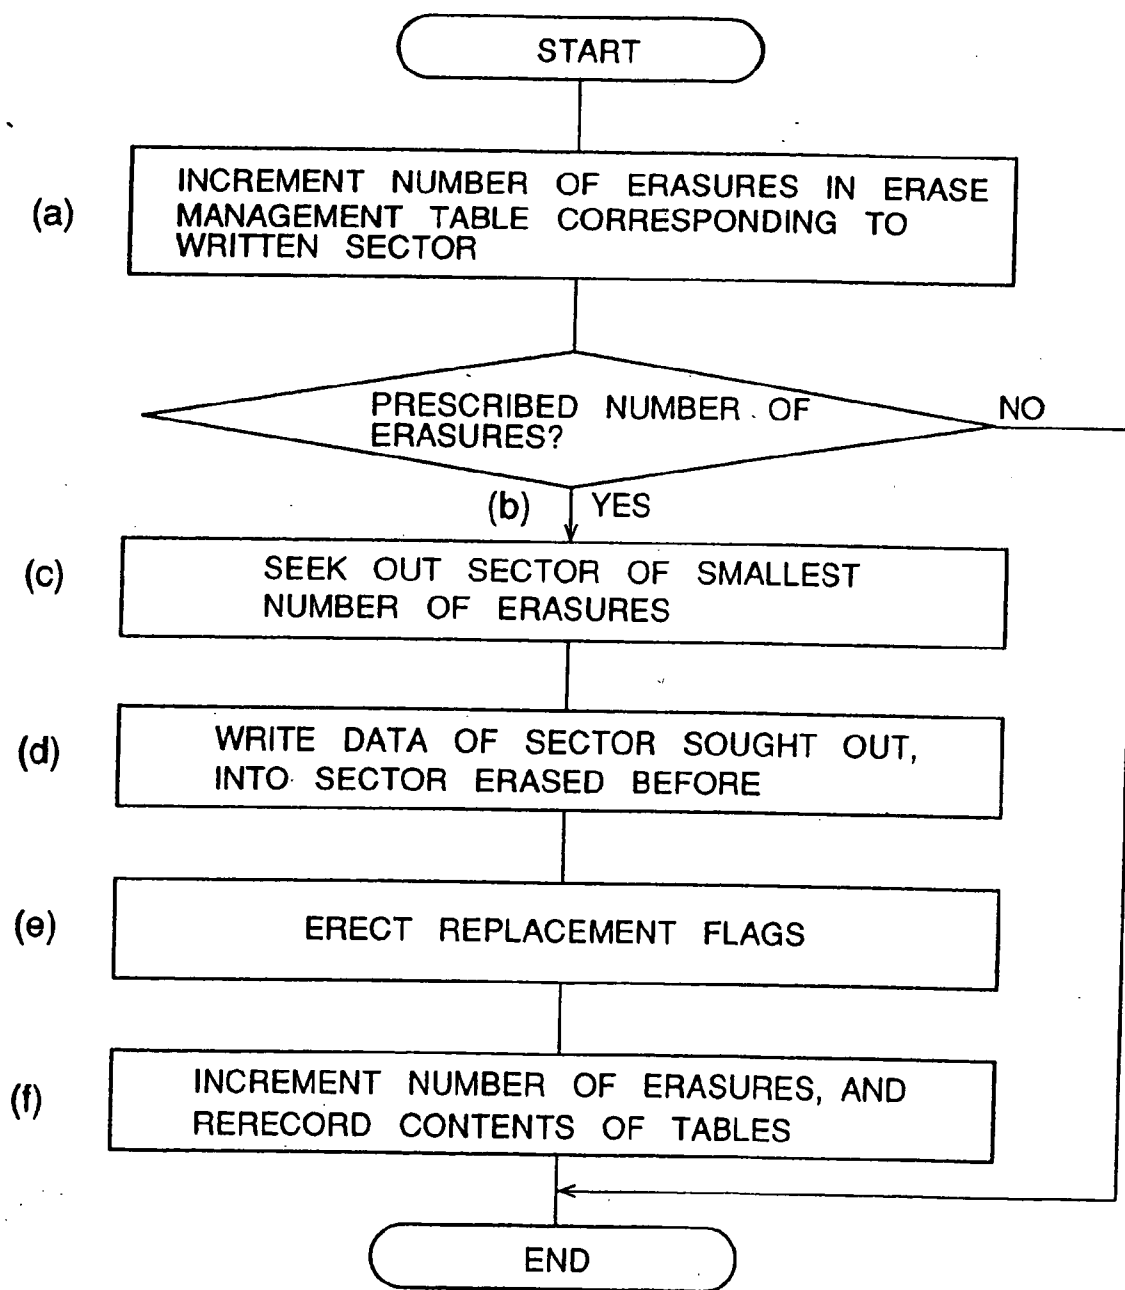 START
(a)
INCREMENT NUMBER OF ERASURES IN ERASE
MANAGEMENT TABLE CORRESPONDING TO
WRITTEN SECTOR
PRESCRIBED NUMBER OF
ERASURES?
NO
(b)
YES
(c)
SEEK OUT SECTOR OF SMALLEST
NUMBER OF ERASURES
(d)
WRITE DATA OF SECTOR SOUGHT OUT,
INTO SECTOR ERASED BEFORE
(e)
ERECT REPLACEMENT FLAGS
(f)
INCREMENT NUMBER OF ERASURES, AND
RERECORD CONTENTS OF TABLES
END